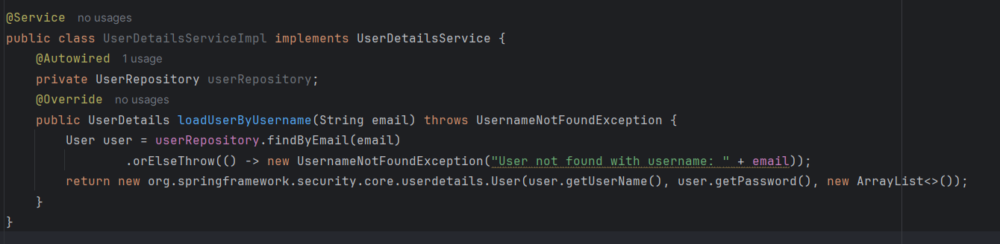 @Service no usages
public class UserDetailsServiceImpl implements UserDetailsService {
@Autowired 1 usage
private UserRepository userRepository;
@Override no usages
public UserDetails loadUserByUsername(String email) throws UsernameNotFoundException {
User user = userRepository.findByEmail(email)
.orElseThrow(() -> new UsernameNotFoundException("User not found with username: " + email));
return new org.springframework.security.core.userdetails.User(user.getUserName(), user.getPassword(), new ArrayList<>());
}
}